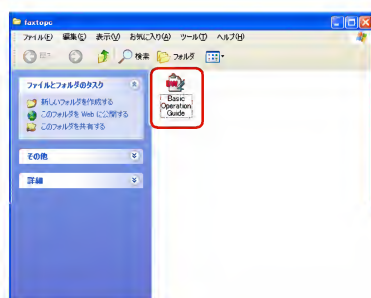 faxtopc
ファイル(F) 編集(E) 表示(V) お気に入り(A) ツール(T) ヘルプ(H)
戻る 検索 フォルダ
ファイルとフォルダのタスク
新しいフォルダを作成する
このフォルダを Web に公開する
このフォルダを共有する
その他
詳細
Basic
Operation
Guide